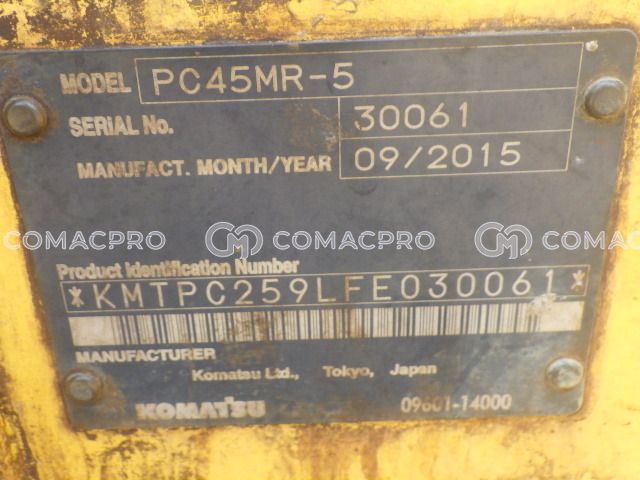 MODEL PC45MR-5
SERIAL No. 30061
MANUFACT. MONTH/YEAR 09/2015
COMACPRO COMACPRO COMACPRO
Product Identification Number
*KMTPC259LFE030061*
MANUFACTURER
Komatsu Ltd., Tokyo, Japan
KOMATSU 09601-14000